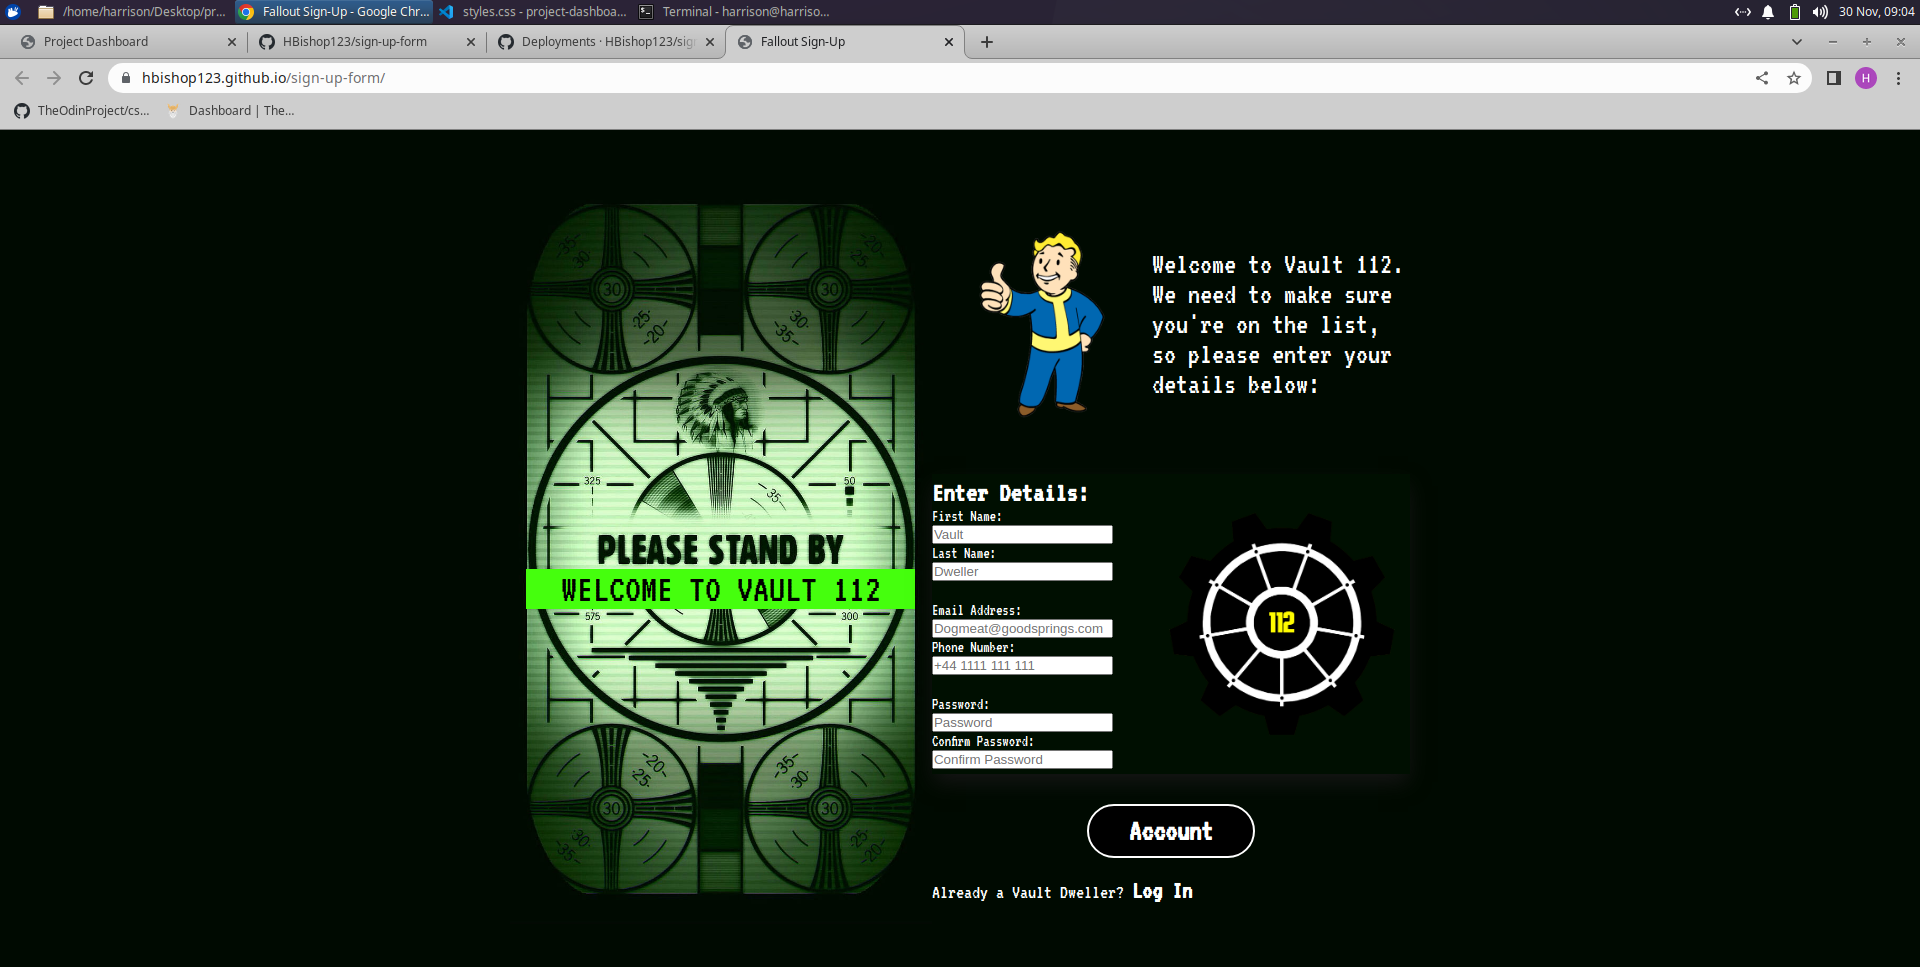 /home/harrison/Desktop/pr...
Fallout Sign-Up - Google Chr...
styles.css - project-dashboa...
Terminal - harrison@harriso...
30 Nov, 09:04
Project Dashboard
HBishop123/sign-up-form
Deployments · HBishop123/sig
Fallout Sign-Up
hbishop123.github.io/sign-up-form/
H
TheOdinProject/cs...
Dashboard | The...
-35-
30
-20-
25-
30
30
·25·
-20-
-30·
-35-
Welcome to Vault 112.
We need to make sure
you're on the list,
so please enter your
details below:
325
50
-35-
PLEASE STAND BY
WELCOME TO VAULT 112
575
300
-20-
·25·
-35-
30
30
30
-30
-35-
·25·
-20-
Enter Details:
First Name:
Vault
Last Name:
Dweller
Email Address:
Dogmeat@goodsprings.com
Phone Number:
+44 1111 111 111
Password:
Password
Confirm Password:
Confirm Password
112
Account
Already a Vault Dweller? Log In